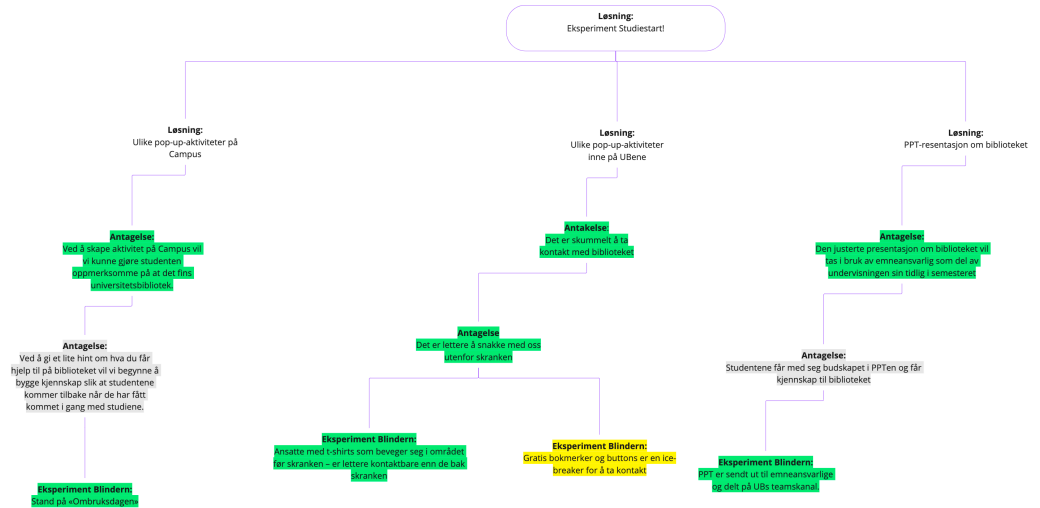 Løsning:
Eksperiment Studiestart!
Løsning:
Ulike pop-up-aktiviteter på
Campus
Løsning:
Ulike pop-up-aktiviteter
inne på UBene
Løsning:
PPT-resentasjon om biblioteket
Antagelse:
Ved å skape aktivitet på Campus vil
vi kunne gjøre studenten
oppmerksomme på at det fins
universitetsbibliotek.
Antakelse:
Det er skummelt å ta
kontakt med biblioteket
Antagelse:
Den justerte presentasjon om biblioteket vil
tas i bruk av emneansvarlig som del av
undervisningen sin tidlig i semesteret
Antagelse:
Ved å gi et lite hint om hva du får
hjelp til på biblioteket vil vi begynne å
bygge kjennskap slik at studentene
kommer tilbake når de har fått
kommet i gang med studiene.
Antagelse
Det er lettere å snakke med oss
utenfor skranken
Antagelse:
Studentene får med seg budskapet i PPTen og får
kjennskap til biblioteket
Eksperiment Blindern:
Stand på «Ombruksdagen»
Eksperiment Blindern:
Ansatte med t-shirts som beveger seg i området
før skranken – er lettere kontaktbare enn de bak
skranken
Eksperiment Blindern:
Gratis bokmerker og buttons er en ice-
breaker for å ta kontakt
Eksperiment Blindern:
PPT er sendt ut til emneansvarlige
og delt på UBs teamskanal.